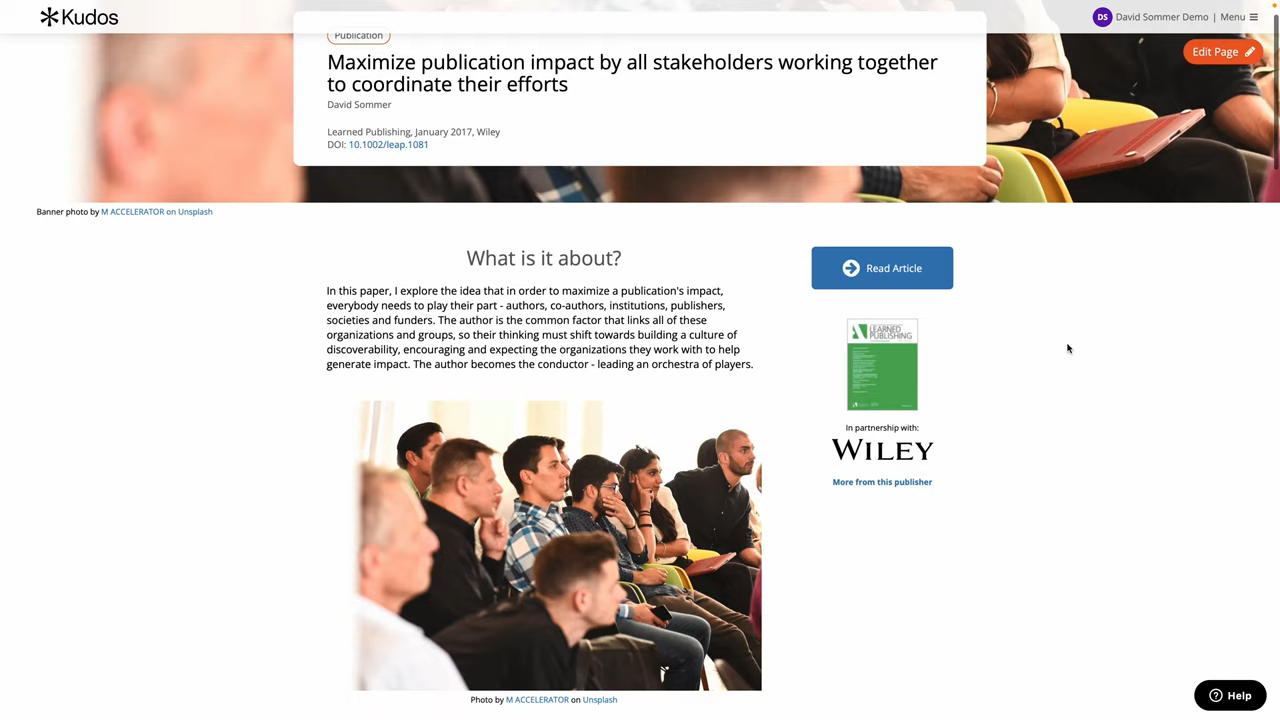 Kudos
DS David Sommer Demo | Menu
Publication
Edit Page
Maximize publication impact by all stakeholders working together
to coordinate their efforts
David Sommer
Learned Publishing, January 2017, Wiley
DOI: 10.1002/leap.1081
Banner photo by M ACCELERATOR on Unsplash
What is it about?
In this paper, I explore the idea that in order to maximize a publication's impact,
everybody needs to play their part - authors, co-authors, institutions, publishers,
societies and funders. The author is the common factor that links all of these
organizations and groups, so their thinking must shift towards building a culture of
discoverability, encouraging and expecting the organizations they work with to help
generate impact. The author becomes the conductor - leading an orchestra of players.
Photo by M ACCELERATOR on Unsplash
Read Article
LEARNED
PUBLISHING
In partnership with:
WILEY
More from this publisher
Help